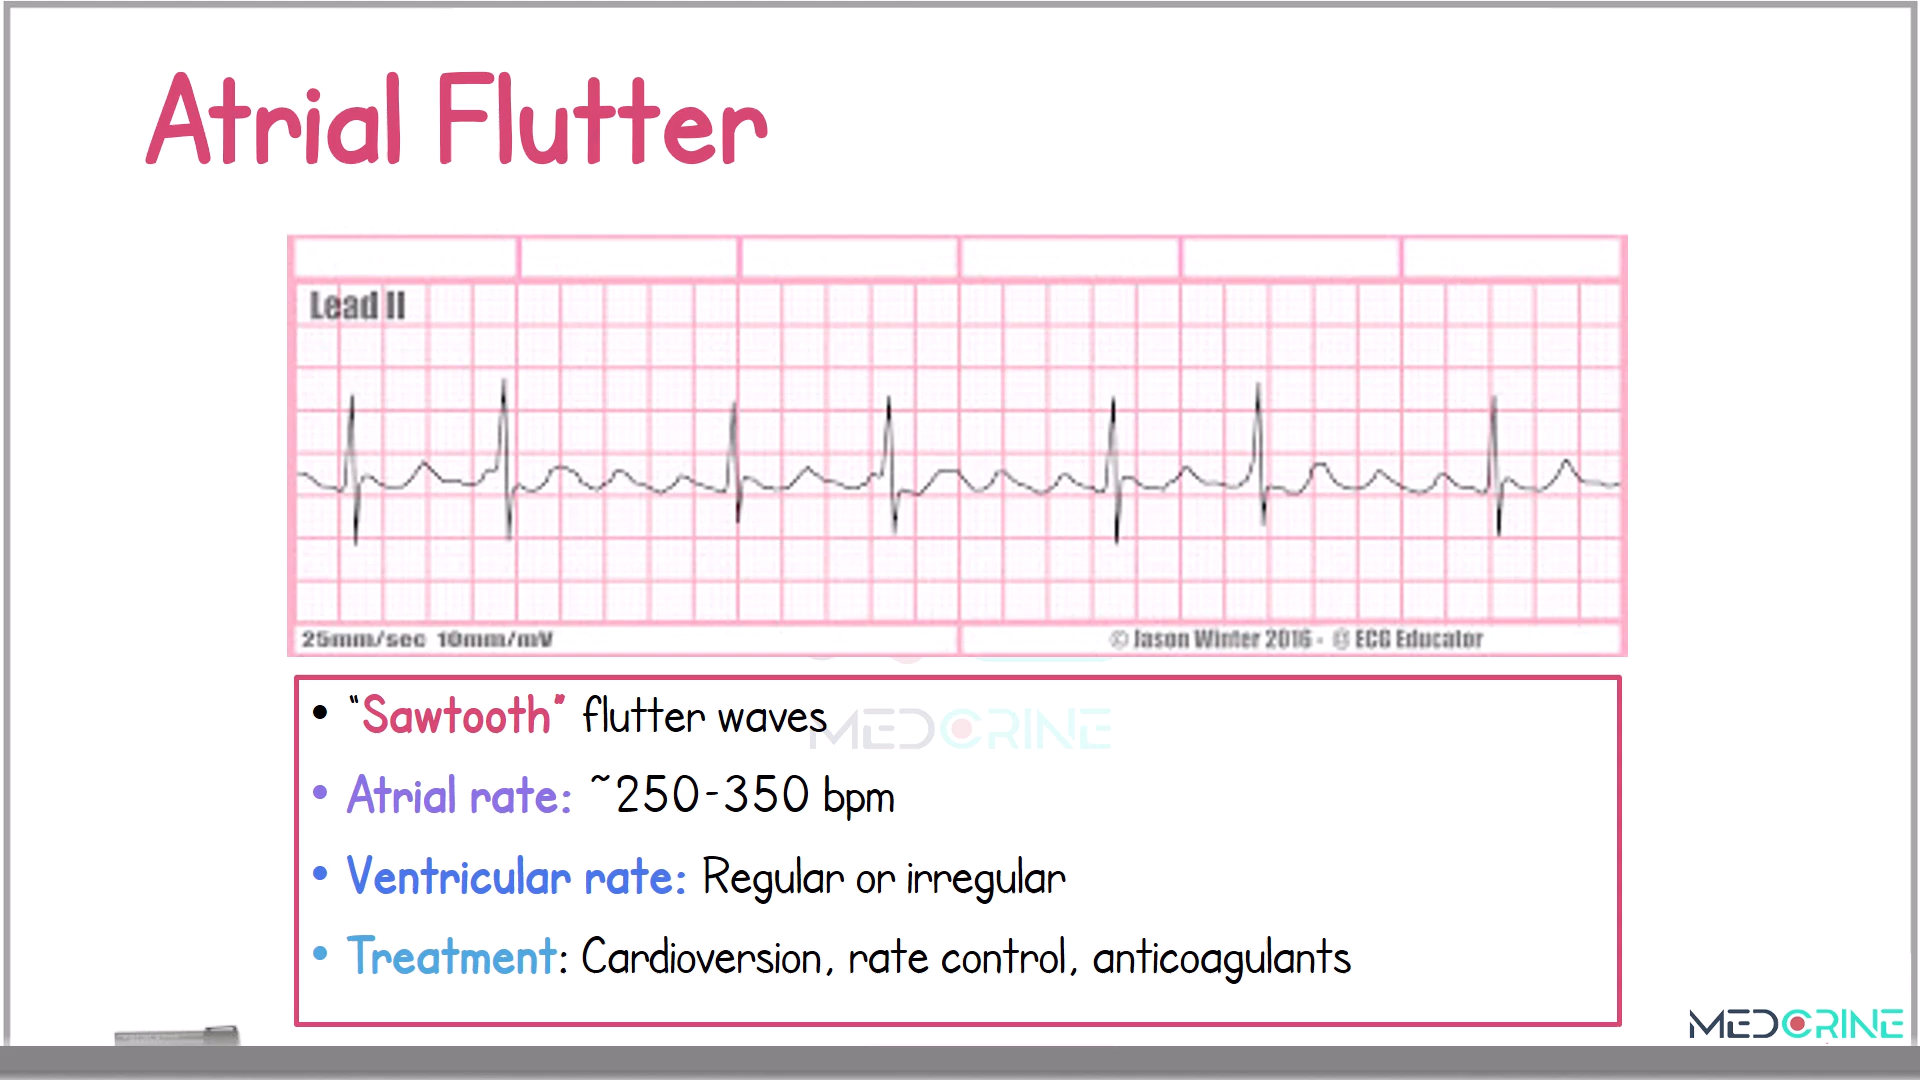 Atrial Flutter
Lead II
25mm/sec 10mm/mV
© Jason Winter 2016 - @ ECG Educator
• "Sawtooth" flutter waves
MEDCRINE
• Atrial rate: ~250-350 bpm
• Ventricular rate: Regular or irregular
• Treatment: Cardioversion, rate control, anticoagulants
MEDCRINE